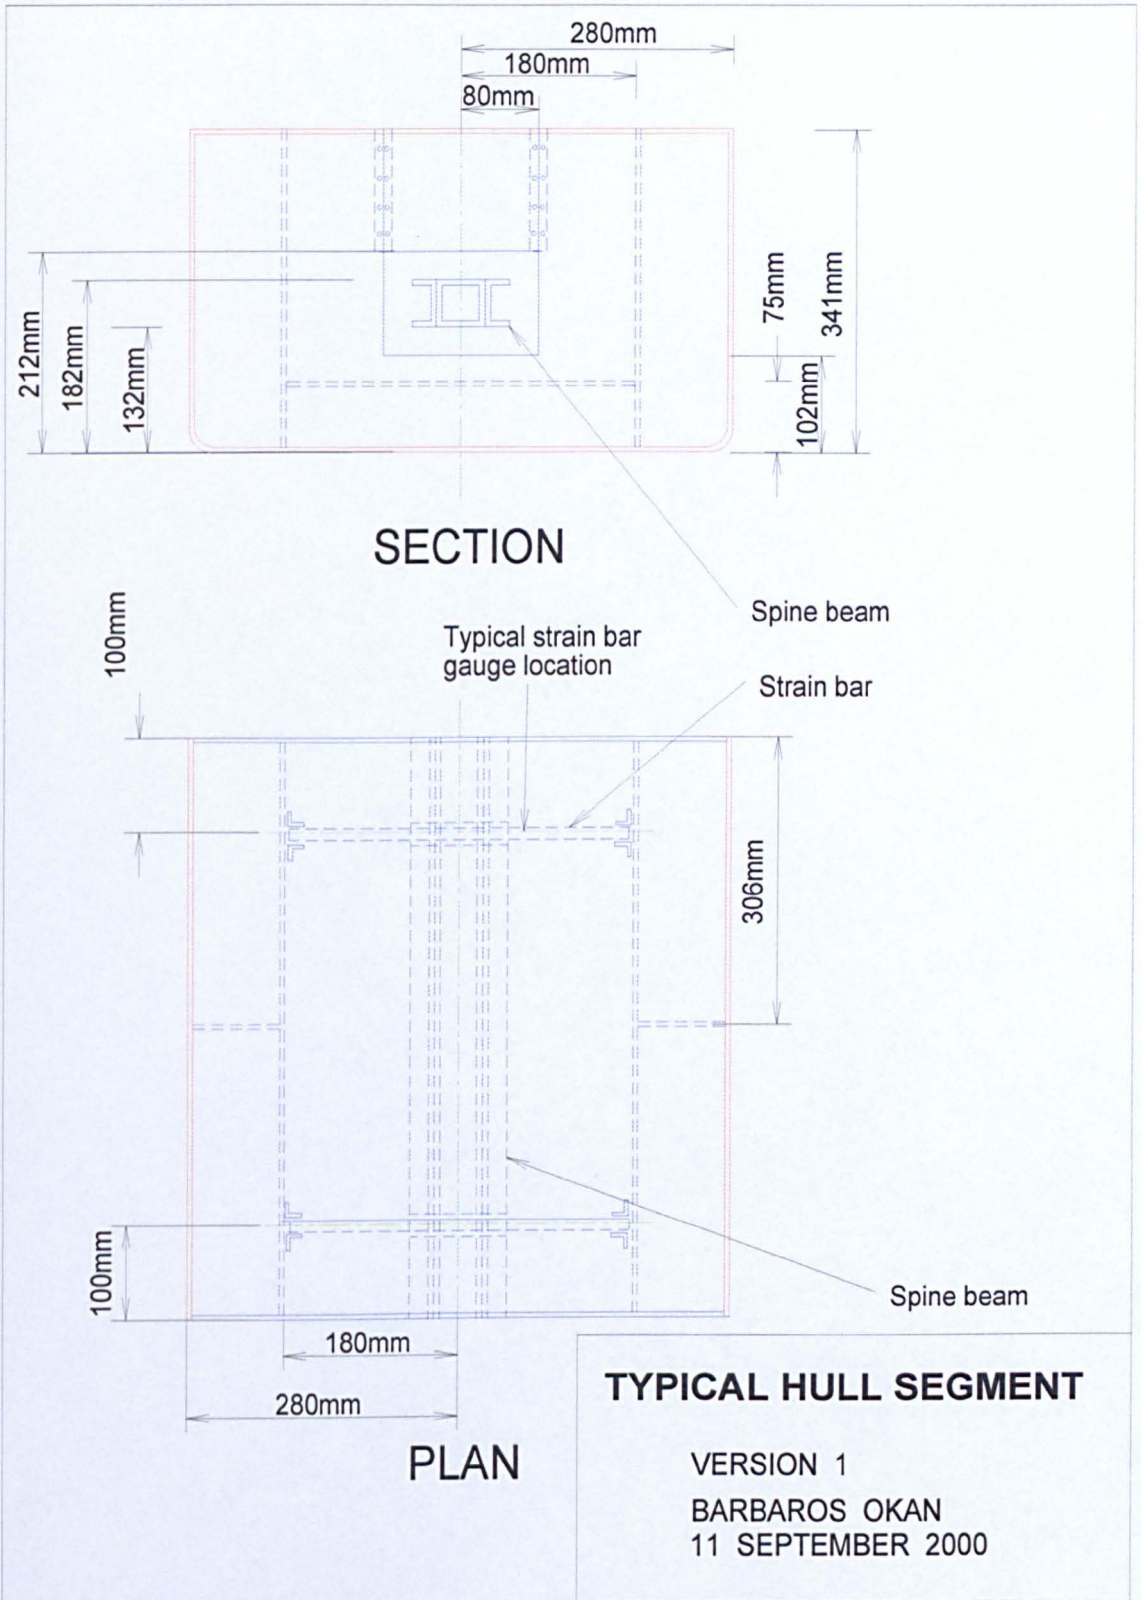 280mm
180mm
80mm
212mm
182mm
132mm
75mm
341mm
102mm
SECTION
Spine beam
100mm
Typical strain bar
gauge location
Strain bar
306mm
100mm
Spine beam
180mm
280mm
PLAN
TYPICAL HULL SEGMENT
VERSION 1
BARBAROS OKAN
11 SEPTEMBER 2000